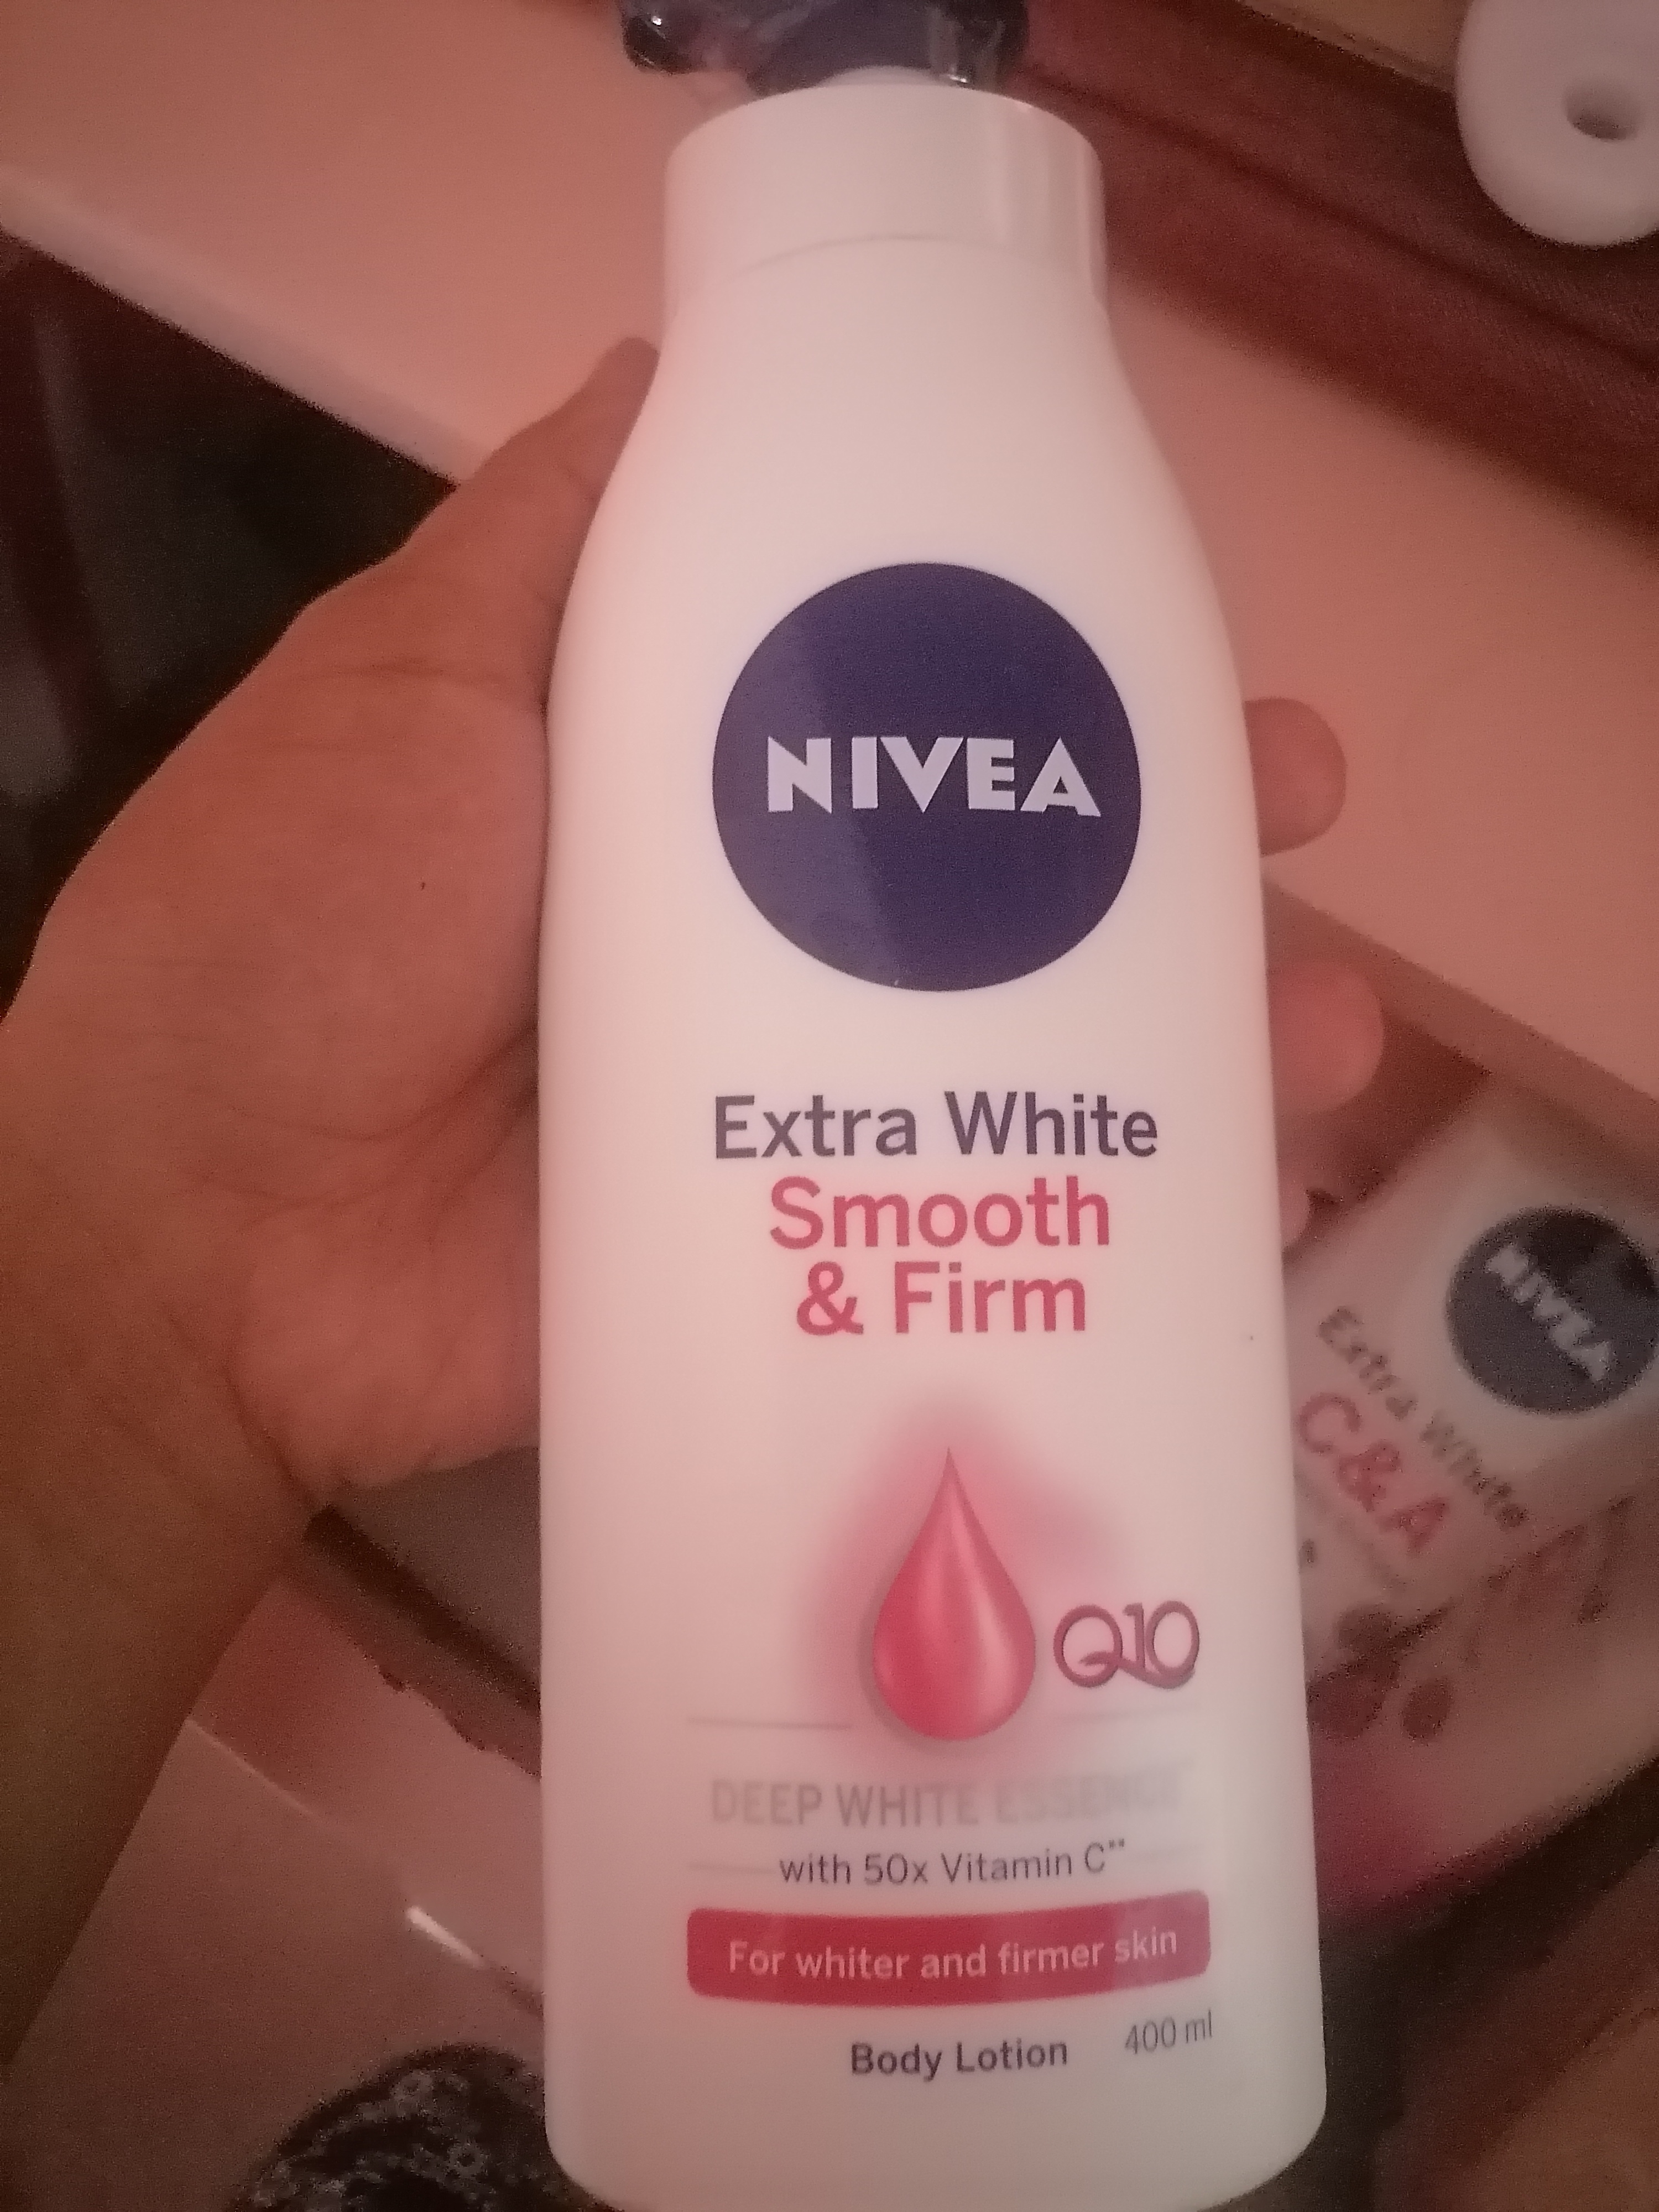 NIVEA
Extra White
Smooth
& Firm
Q10
DEEP WHITE ESSENCE
with 50x Vitamin C**
For whiter and firmer skin
Body Lotion 400 ml
NIVEA
Extra White
C&A